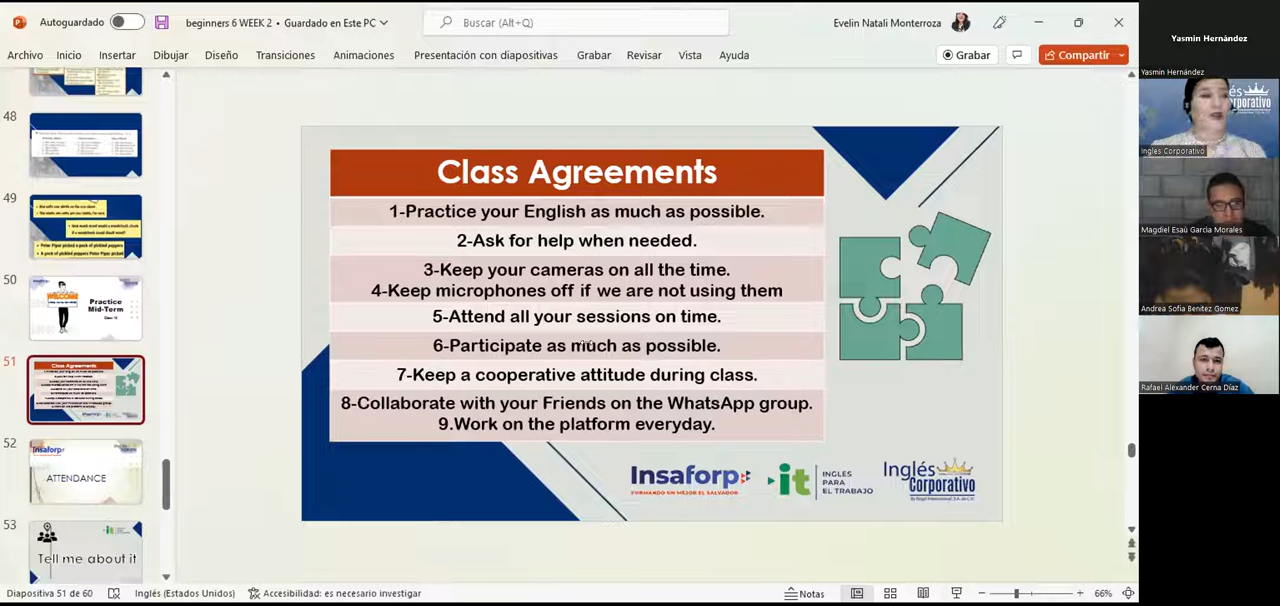 Autoguardado
beginners 6 WEEK 2 • Guardado en Este PC
Buscar (Alt+Q)
Evelin Natali Monterroza
Archivo Inicio Insertar Dibujar Diseño Transiciones Animaciones Presentación con diapositivas Grabar Revisar Vista Ayuda
Grabar
Compartir
48
49
50
WELCOME
Practice
Mid-Term
51
Class Agreements
52
Insaforp
ATTENDANCE
53
Tell me about it
Class Agreements
1-Practice your English as much as possible.
2-Ask for help when needed.
3-Keep your cameras on all the time.
4-Keep microphones off if we are not using them
5-Attend all your sessions on time.
6-Participate as much as possible.
7-Keep a cooperative attitude during class.
8-Collaborate with your Friends on the WhatsApp group.
9.Work on the platform everyday.
Insaforp
FORMANDO UN MEJOR EL SALVADOR
it
INGLES
PARA
EL TRABAJO
Inglés
Corporativo
Yasmin Hernández
Yasmin Hernández
Inglés Corporativo
Magdiel Esaú Garcia Morales
Andrea Sofia Benitez Gomez
Rafael Alexander Cerna Díaz
Diapositiva 51 de 60
Inglés (Estados Unidos)
Accesibilidad: es necesario investigar
Notas
66%